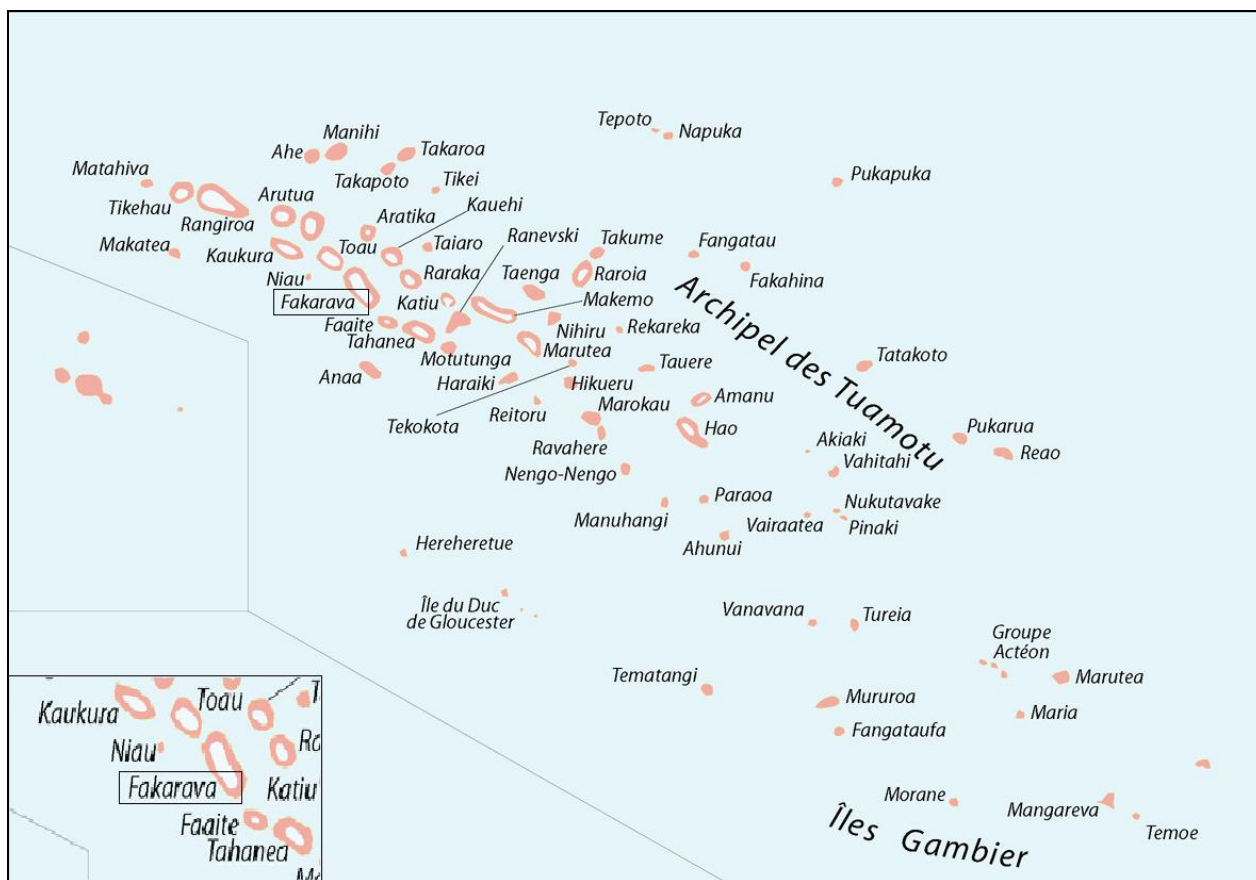 Tepoto
Napuka
Manihi
Ahe
Takaroa
Matahiva
Takapoto
Tikei
Pukapuka
Tikehau
Arutua
Kauehi
Rangiroa
Aratika
Ranevski
Makatea
Kaukura
Toau
Taiaro
Takume
Fangatau
Niau
Raraka
Taenga
Raroia
Fakahina
Fakarava
Katiu
Makemo
Archipel des Tuamotu
Faaite
Tahanea
Nihiru
Rekareka
Motutunga
Marutea
Tauere
Tatakoto
Anaa
Haraiki
Hikueru
Amanu
Reitoru
Marokau
Tekokota
Hao
Pukarua
Ravahere
Akiaki
Reao
Nengo-Nengo
Vahitahi
Paraoa
Nukutavake
Manuhangi
Vairaatea
Pinaki
Ahunui
Hereheretue
Île du Duc
de Gloucester
Vanavana
Tureia
Groupe
Actéon
Tematangi
Marutea
Mururoa
Maria
Fangataufa
Morane
Mangareva
Temoe
Îles Gambier
Toau
Kaukura
Niau
Fakarava
Katiu
Faaite
Tahanea